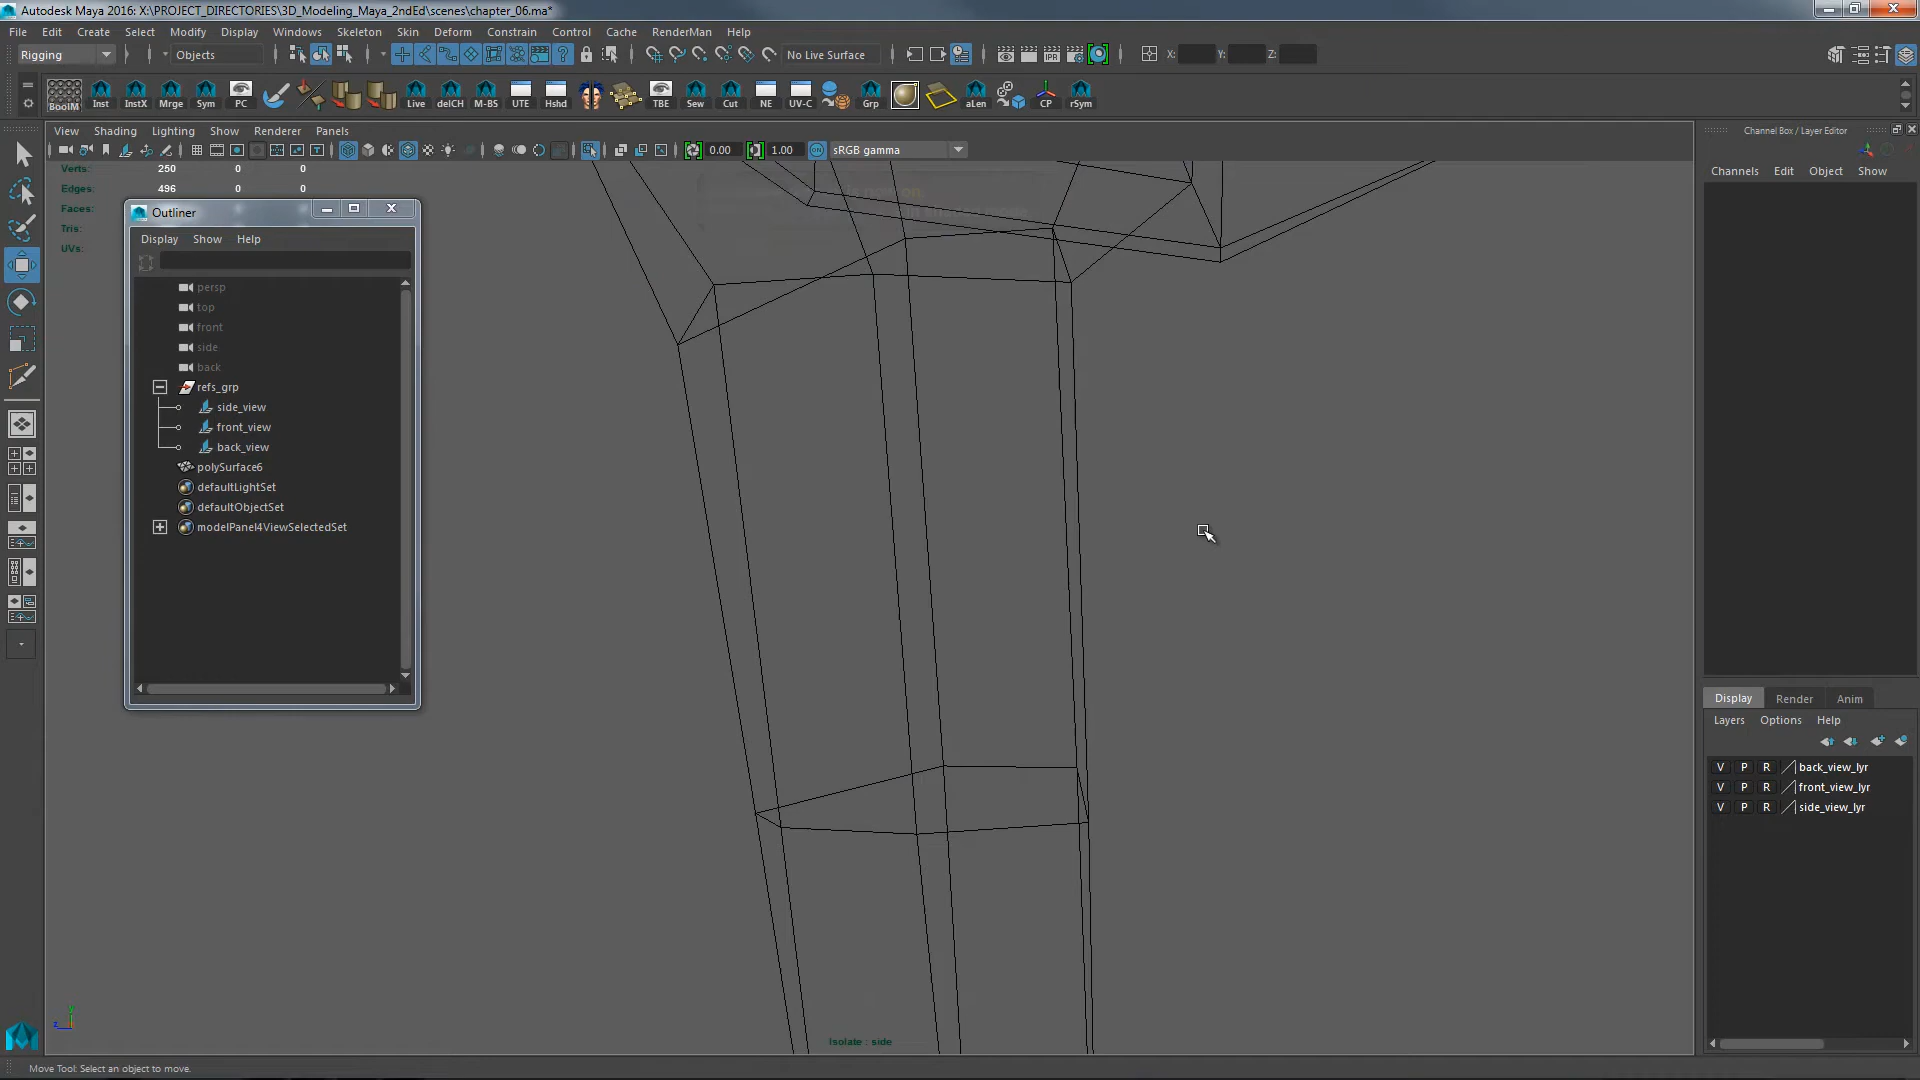 Autodesk Maya 2016: X:\PROJECT_DIRECTORIES\3D_Modeling_Maya_2ndEd\scenes\chapter_06.ma*
File Edit Create Select Modify Display Windows Skeleton Skin Deform Constrain Control Cache RenderMan Help
Rigging Objects No Live Surface X: Y: Z:
BoolM Inst InstX Mrge Sym PC Live delCH M-BS UTE Hshd TBE Sew Cut NE UV-C Grp aLen CP rSym
View Shading Lighting Show Renderer Panels
0.00 1.00 sRGB gamma
Verts: 250 0 0
Edges: 496 0 0
Faces:
Tris:
UVs:
Outliner
Display Show Help
persp
top
front
side
back
refs_grp
side_view
front_view
back_view
polySurface6
defaultLightSet
defaultObjectSet
modelPanel4ViewSelectedSet
Isolate : side
Channel Box / Layer Editor
Channels Edit Object Show
Display Render Anim
Layers Options Help
V P R back_view_lyr
V P R front_view_lyr
V P R side_view_lyr
Move Tool: Select an object to move.